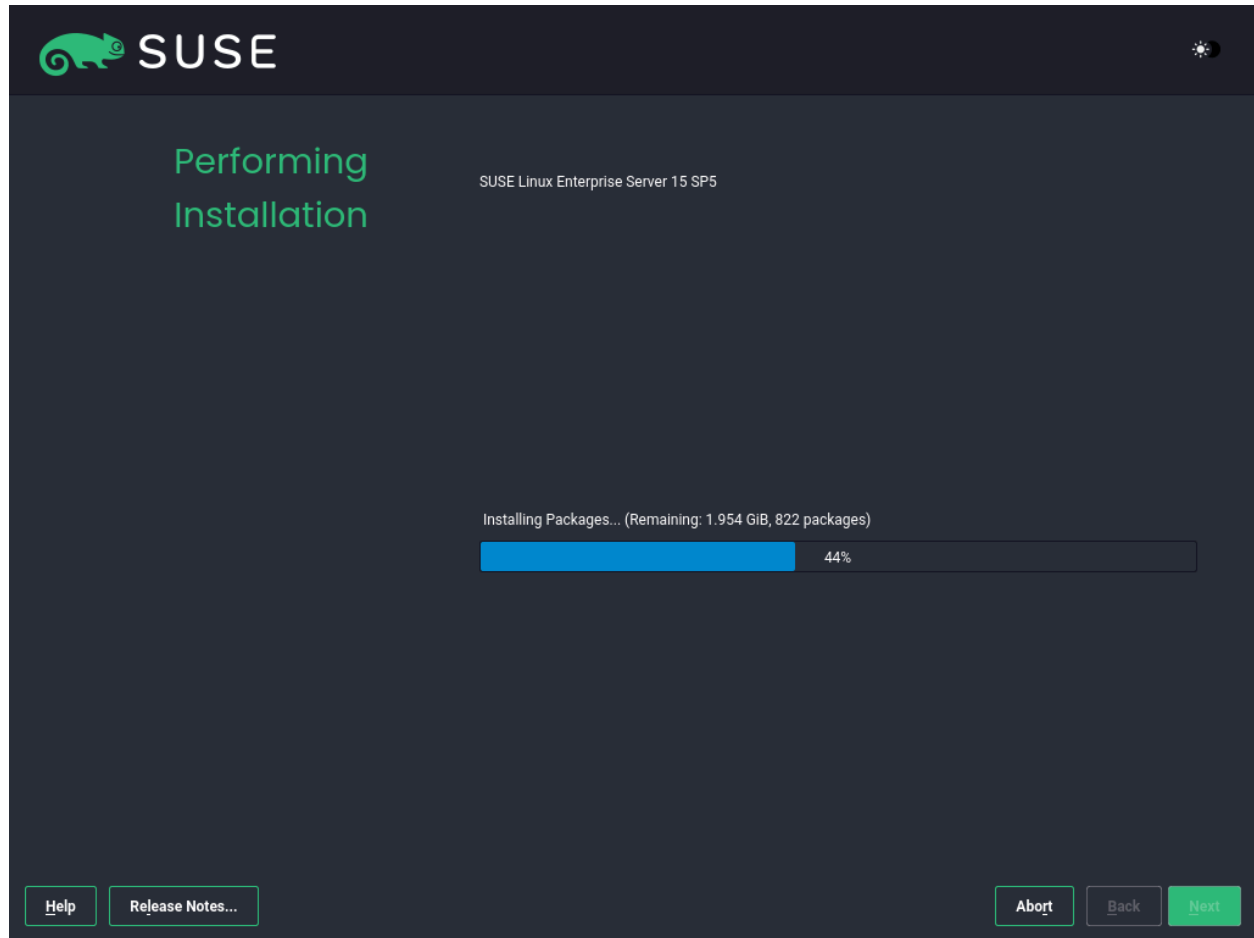 SUSE
Performing
Installation
SUSE Linux Enterprise Server 15 SP5
Installing Packages... (Remaining: 1.954 GiB, 822 packages)
44%
Help
Release Notes...
Abort
Back
Next